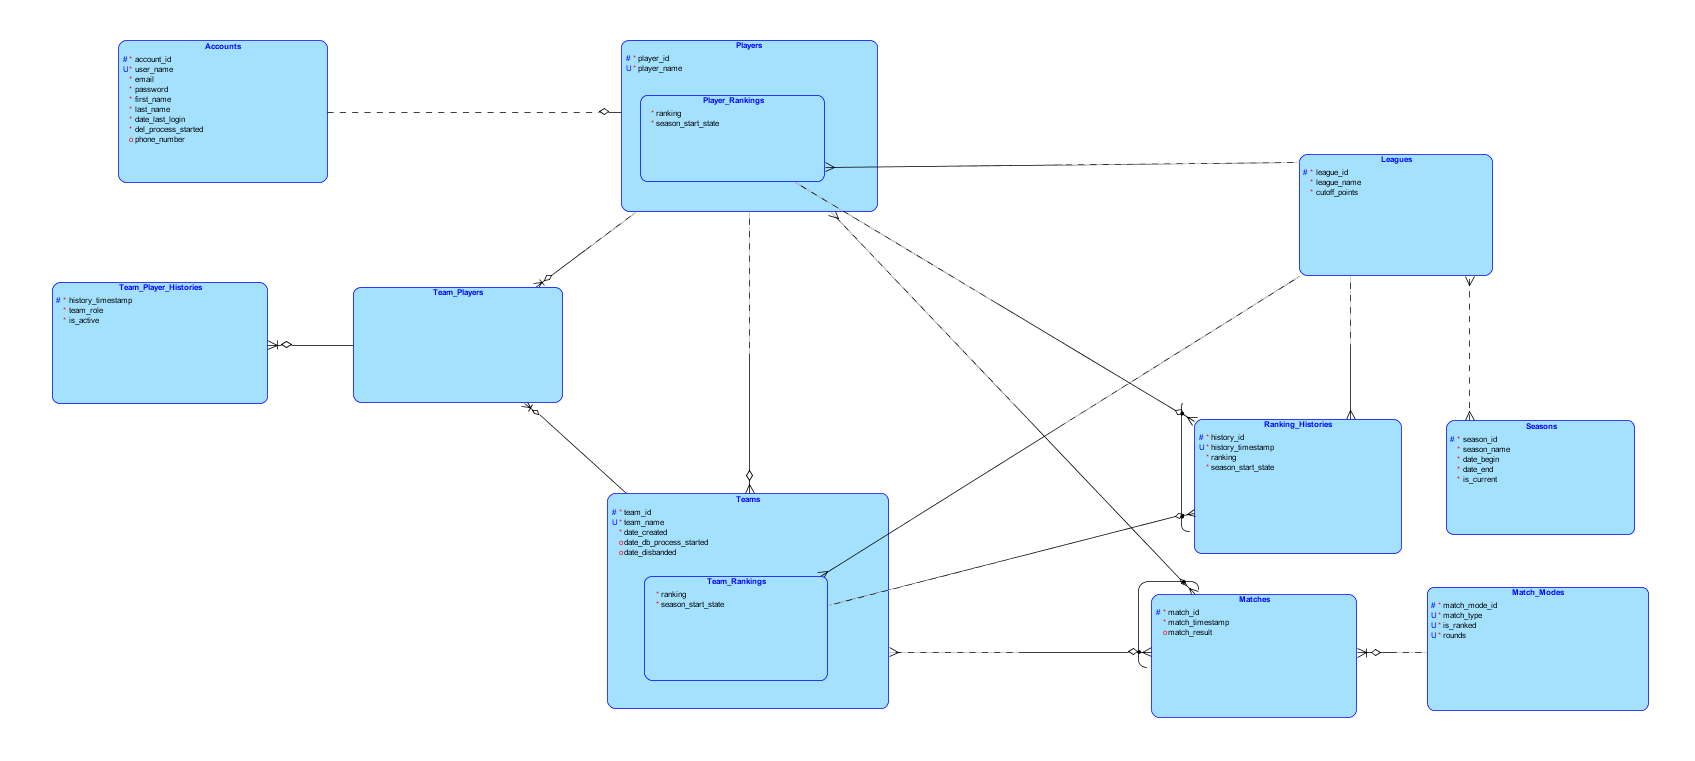 Accounts
# * account_id
U * user_name
* email
* password
* first_name
* last_name
* date_last_login
* del_process_started
o phone_number
Players
# * player_id
U * player_name
Player_Rankings
* ranking
* season_start_state
Leagues
# * league_id
* league_name
* cutoff_points
Team_Player_Histories
# * history_timestamp
* team_role
* is_active
Team_Players
Ranking_Histories
# * history_id
U * history_timestamp
* ranking
* season_start_state
Seasons
# * season_id
* season_name
* date_begin
* date_end
* is_current
Teams
# * team_id
U * team_name
* date_created
o date_db_process_started
o date_disbanded
Team_Rankings
* ranking
* season_start_state
Matches
# * match_id
* match_timestamp
o match_result
Match_Modes
# * match_mode_id
U * match_type
U * is_ranked
U * rounds